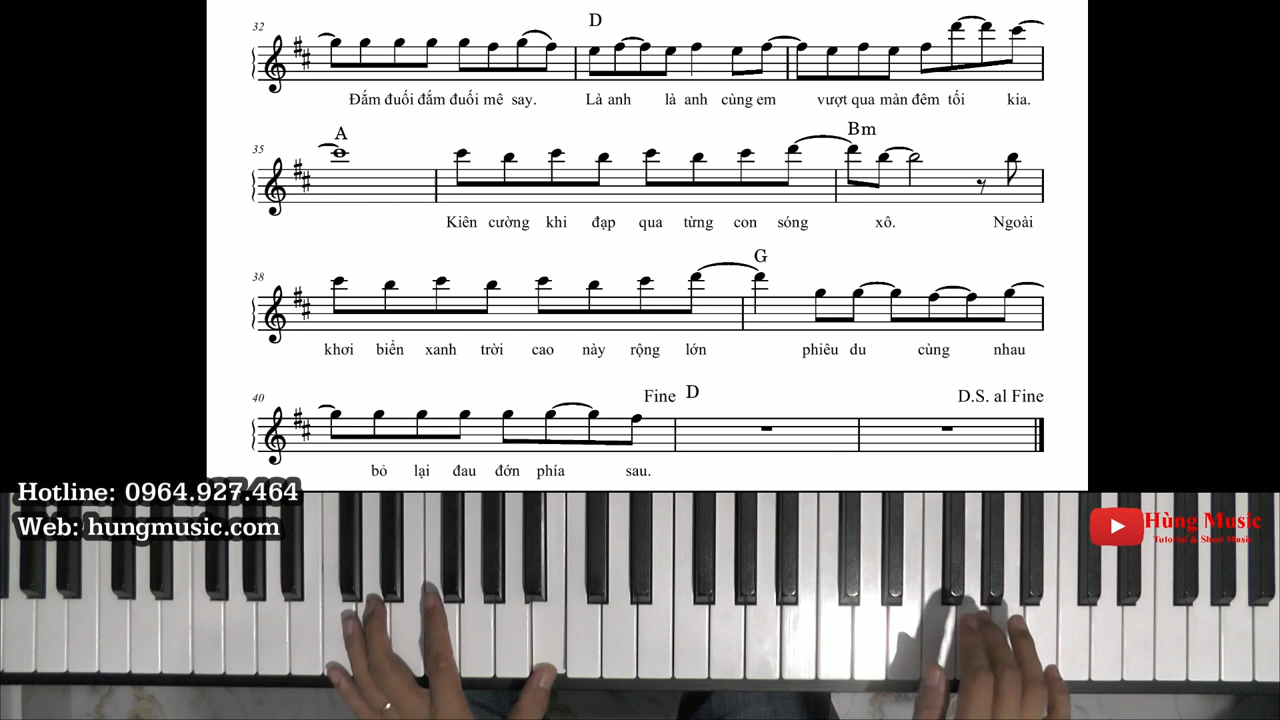 32
D
Đắm đuối đắm đuối mê say. Là anh là anh cùng em vượt qua màn đêm tối kia.
35
A Bm
Kiên cường khi đạp qua từng con sóng xô. Ngoài
38
G
khơi biển xanh trời cao này rộng lớn phiêu du cùng nhau
40
Fine D D.S. al Fine
bỏ lại đau đớn phía sau.
Hotline: 0964.927.464
Web: hungmusic.com
Hùng Music
Tutorial & Sheet Music